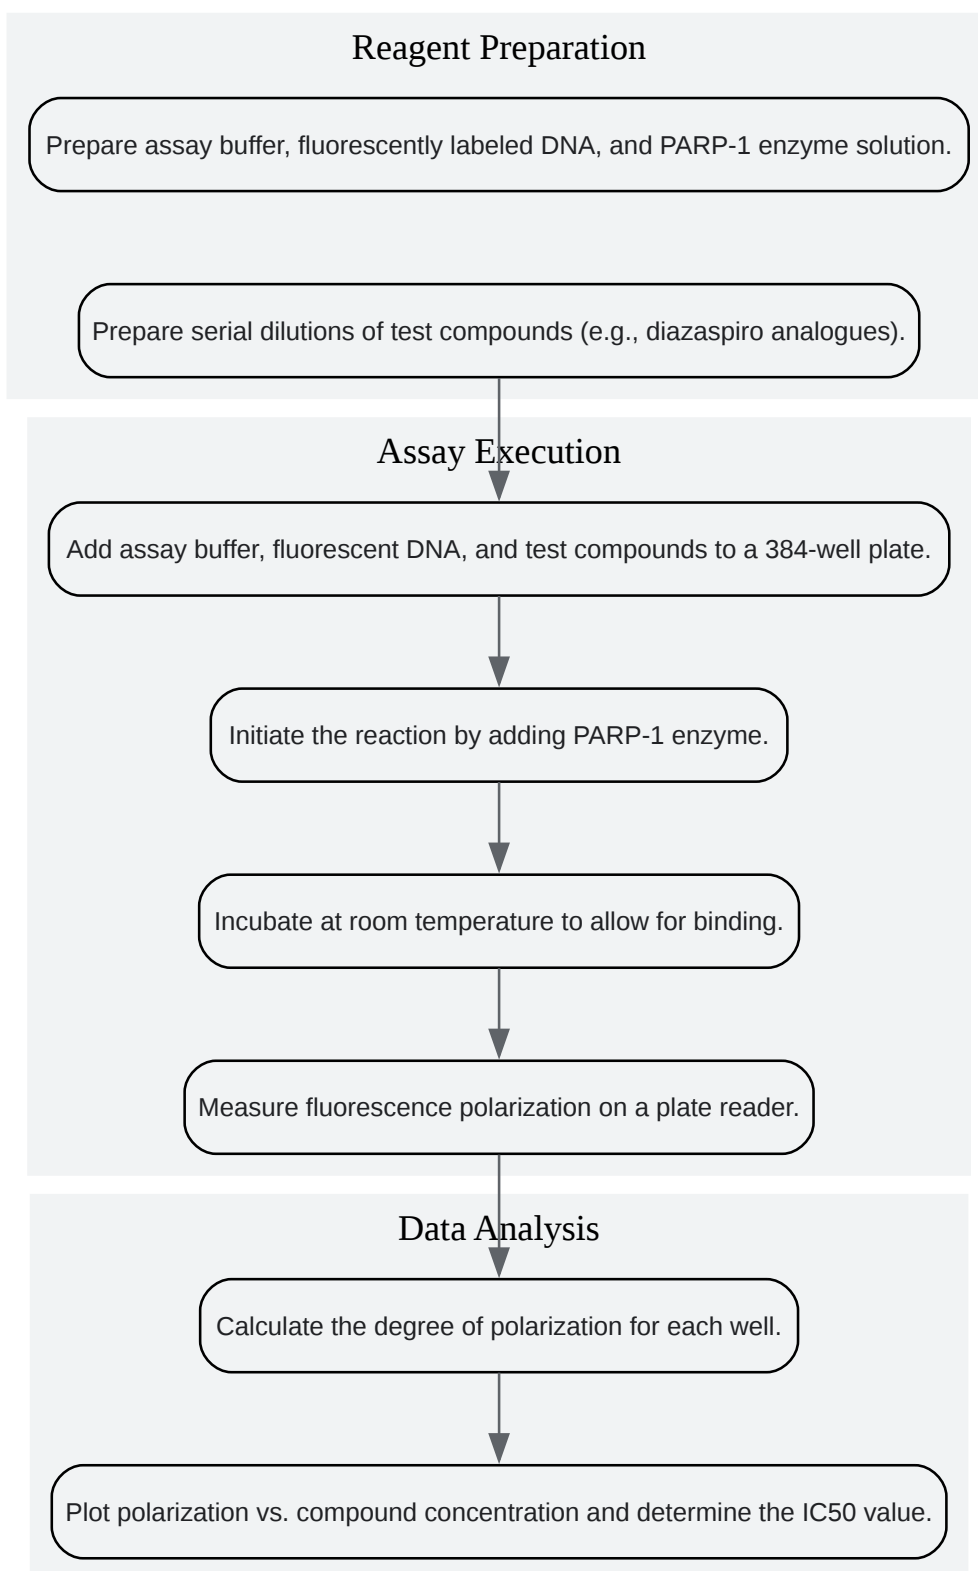 Reagent Preparation
Prepare assay buffer, fluorescently labeled DNA, and PARP-1 enzyme solution.
Prepare serial dilutions of test compounds (e.g., diazaspiro analogues).
Assay Execution
Add assay buffer, fluorescent DNA, and test compounds to a 384-well plate.
Initiate the reaction by adding PARP-1 enzyme.
Incubate at room temperature to allow for binding.
Measure fluorescence polarization on a plate reader.
Data Analysis
Calculate the degree of polarization for each well.
Plot polarization vs. compound concentration and determine the IC50 value.